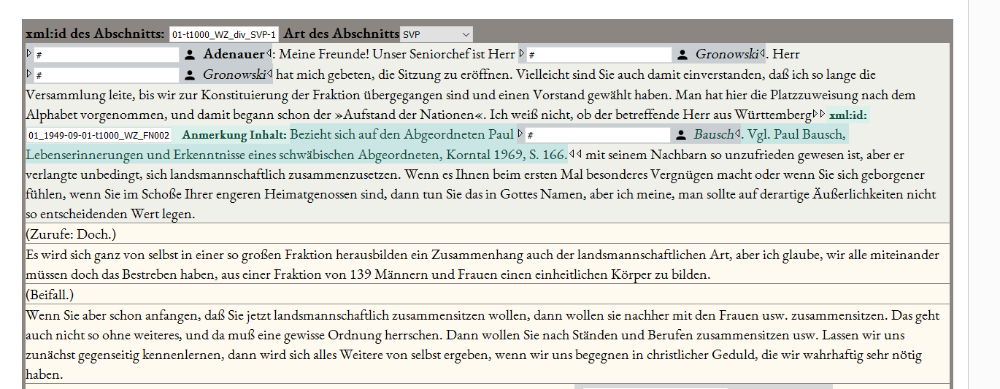 xml:id des Abschnitts: 01-t1000_WZ_div_SVP-1 Art des Abschnitts SVP
# Adenauer: Meine Freunde! Unser Seniorchef ist Herr # Gronowski. Herr
# Gronowski hat mich gebeten, die Sitzung zu eröffnen. Vielleicht sind Sie auch damit einverstanden, daß ich so lange die
Versammlung leite, bis wir zur Konstituierung der Fraktion übergegangen sind und einen Vorstand gewählt haben. Man hat hier die Platzzuweisung nach dem
Alphabet vorgenommen, und damit begann schon der »Aufstand der Nationen«. Ich weiß nicht, ob der betreffende Herr aus Württemberg xml:id:
01_1949-09-01-t1000_WZ_FN002 Anmerkung Inhalt: Bezieht sich auf den Abgeordneten Paul # Bausch. Vgl. Paul Bausch,
Lebenserinnerungen und Erkenntnisse eines schwäbischen Abgeordneten, Korntal 1969, S. 166. mit seinem Nachbarn so unzufrieden gewesen ist, aber er
verlangte unbedingt, sich landsmannschaftlich zusammenzusetzen. Wenn es Ihnen beim ersten Mal besonderes Vergnügen macht oder wenn Sie sich geborgener
fühlen, wenn Sie im Schoße Ihrer engeren Heimatgenossen sind, dann tun Sie das in Gottes Namen, aber ich meine, man sollte auf derartige Äußerlichkeiten nicht
so entscheidenden Wert legen.
(Zurufe: Doch.)
Es wird sich ganz von selbst in einer so großen Fraktion herausbilden ein Zusammenhang auch der landsmannschaftlichen Art, aber ich glaube, wir alle miteinander
müssen doch das Bestreben haben, aus einer Fraktion von 139 Männern und Frauen einen einheitlichen Körper zu bilden.
(Beifall.)
Wenn Sie aber schon anfangen, daß Sie jetzt landsmannschaftlich zusammensitzen wollen, dann wollen sie nachher mit den Frauen usw. zusammensitzen. Das geht
auch nicht so ohne weiteres, und da muß eine gewisse Ordnung herrschen. Dann wollen Sie nach Ständen und Berufen zusammensitzen usw. Lassen wir uns
zunächst gegenseitig kennenlernen, dann wird sich alles Weitere von selbst ergeben, wenn wir uns begegnen in christlicher Geduld, die wir wahrhaftig sehr nötig
haben.